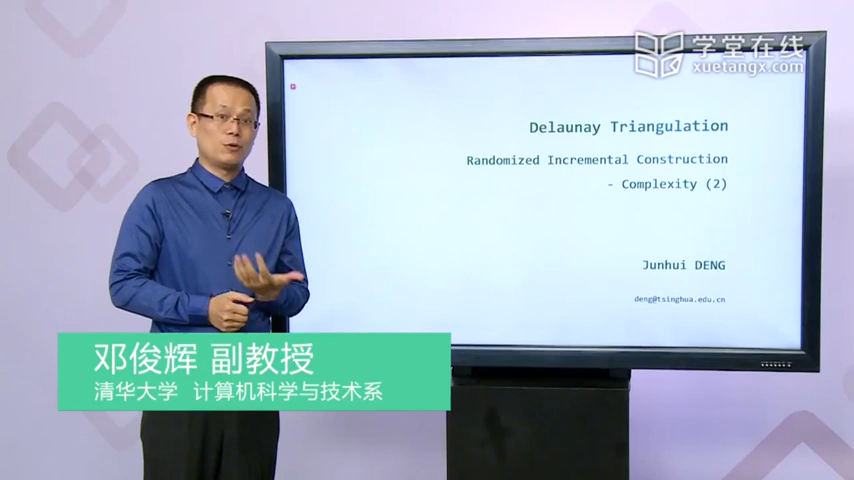 学堂在线
xuetangx.com
Delaunay Triangulation
Randomized Incremental Construction
- Complexity (2)
Junhui DENG
deng@tsinghua.edu.cn
邓俊辉 副教授
清华大学 计算机科学与技术系